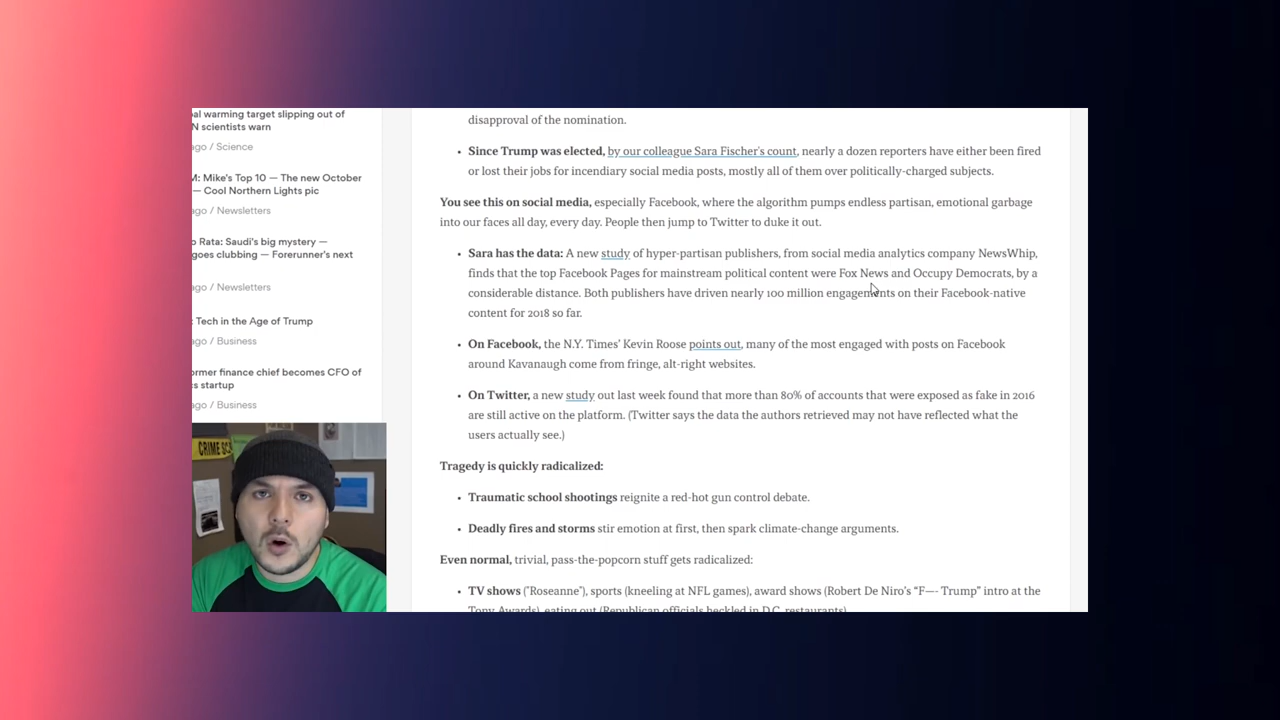 al warming target slipping out of
N scientists warn
ago / Science
M: Mike's Top 10 — The new October
— Cool Northern Lights pic
ago / Newsletters
o Rata: Saudi's big mystery —
goes clubbing — Forerunner's next
ago / Newsletters
: Tech in the Age of Trump
ago / Business
ormer finance chief becomes CFO of
s startup
ago / Business
CRIME SC
disapproval of the nomination.
• Since Trump was elected, by our colleague Sara Fischer's count, nearly a dozen reporters have either been fired
or lost their jobs for incendiary social media posts, mostly all of them over politically-charged subjects.
You see this on social media, especially Facebook, where the algorithm pumps endless partisan, emotional garbage
into our faces all day, every day. People then jump to Twitter to duke it out.
• Sara has the data: A new study of hyper-partisan publishers, from social media analytics company NewsWhip,
finds that the top Facebook Pages for mainstream political content were Fox News and Occupy Democrats, by a
considerable distance. Both publishers have driven nearly 100 million engagements on their Facebook-native
content for 2018 so far.
• On Facebook, the N.Y. Times' Kevin Roose points out, many of the most engaged with posts on Facebook
around Kavanaugh come from fringe, alt-right websites.
• On Twitter, a new study out last week found that more than 80% of accounts that were exposed as fake in 2016
are still active on the platform. (Twitter says the data the authors retrieved may not have reflected what the
users actually see.)
Tragedy is quickly radicalized:
• Traumatic school shootings reignite a red-hot gun control debate.
• Deadly fires and storms stir emotion at first, then spark climate-change arguments.
Even normal, trivial, pass-the-popcorn stuff gets radicalized:
• TV shows ("Roseanne"), sports (kneeling at NFL games), award shows (Robert De Niro's “F—- Trump” intro at the
Tony Awards), eating out (Republican officials heckled in D.C. restaurants)